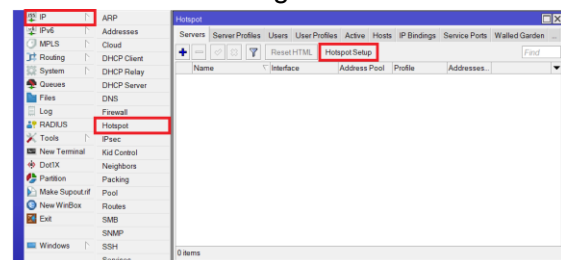 IP
IPv6
MPLS
Routing
System
Queues
Files
Log
RADIUS
Tools
New Terminal
Dot1X
Partition
Make Supout.rif
New WinBox
Exit
Windows
ARP
Addresses
Cloud
DHCP Client
DHCP Relay
DHCP Server
DNS
Firewall
Hotspot
IPsec
Kid Control
Neighbors
Packing
Pool
Routes
SMB
SNMP
SSH
Services
Hotspot
Servers Server Profiles Users User Profiles Active Hosts IP Bindings Service Ports Walled Garden ...
Reset HTML Hotspot Setup Find
Name Interface Address Pool Profile Addresses...
0 items